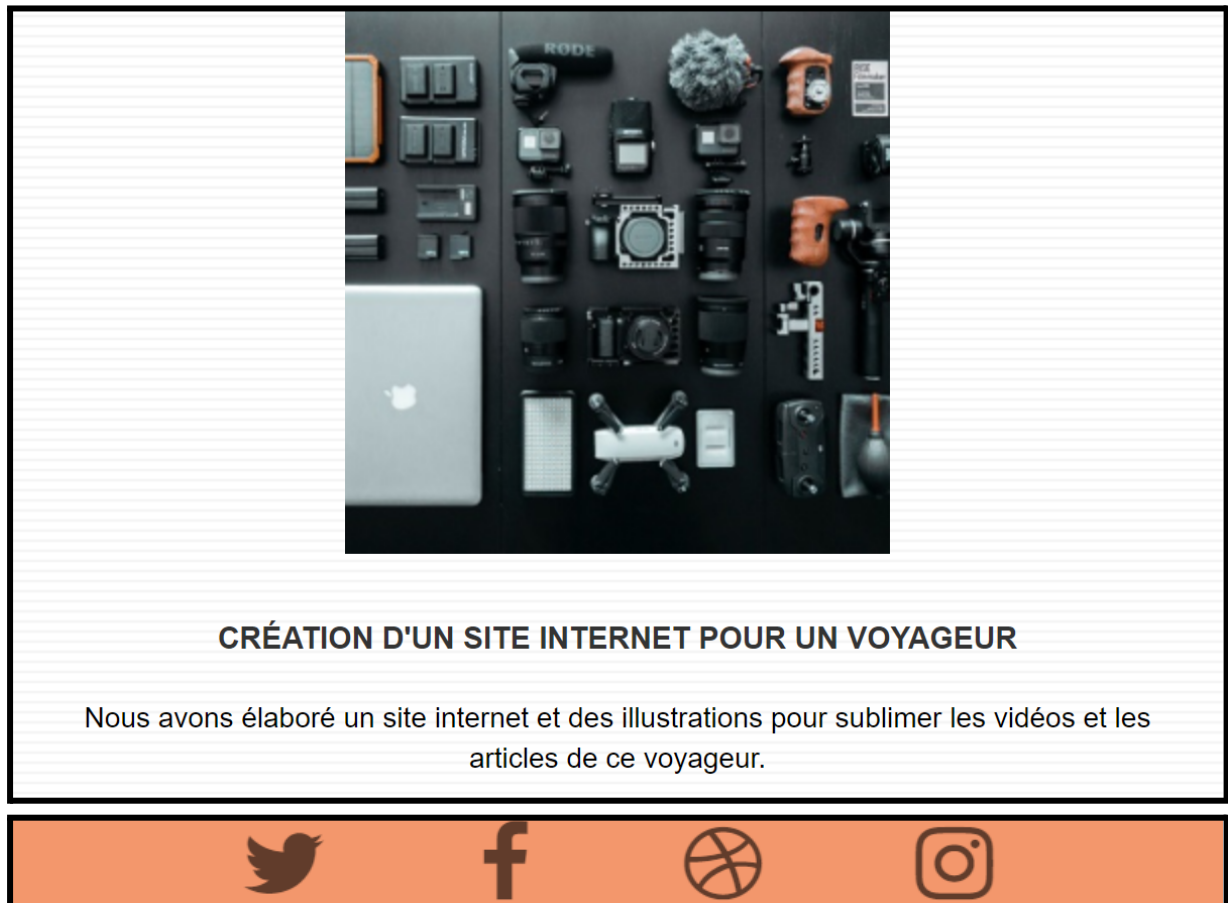 RØDE
CRÉATION D'UN SITE INTERNET POUR UN VOYAGEUR
Nous avons élaboré un site internet et des illustrations pour sublimer les vidéos et les
articles de ce voyageur.